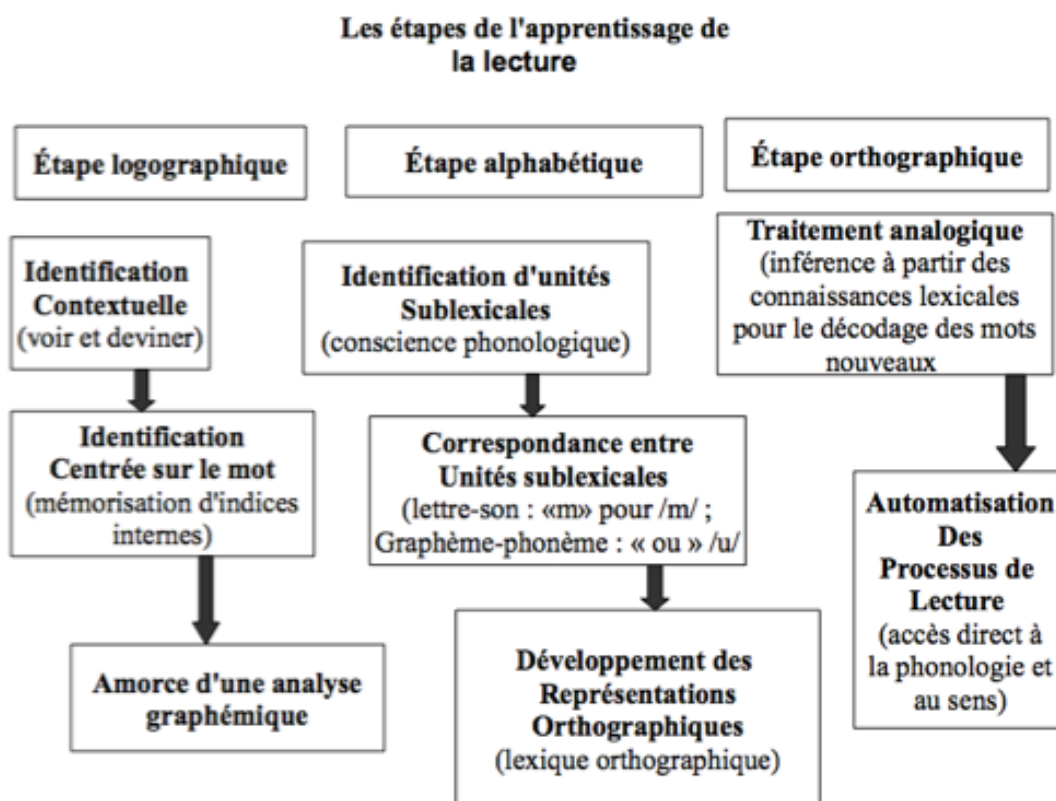 Les étapes de l'apprentissage de
la lecture
Étape logographique
Identification
Contextuelle
(voir et deviner)
Identification
Centrée sur le mot
(mémorisation d'indices
internes)
Amorce d'une analyse
graphémique
Étape alphabétique
Identification d'unités
Sublexicales
(conscience phonologique)
Correspondance entre
Unités sublexicales
(lettre-son : «m» pour /m/ ;
Graphème-phonème : « ou » /u/
Développement des
Représentations
Orthographiques
(lexique orthographique)
Étape orthographique
Traitement analogique
(inférence à partir des
connaissances lexicales
pour le décodage des mots
nouveaux
Automatisation
Des
Processus de
Lecture
(accès direct à
la phonologie et
au sens)